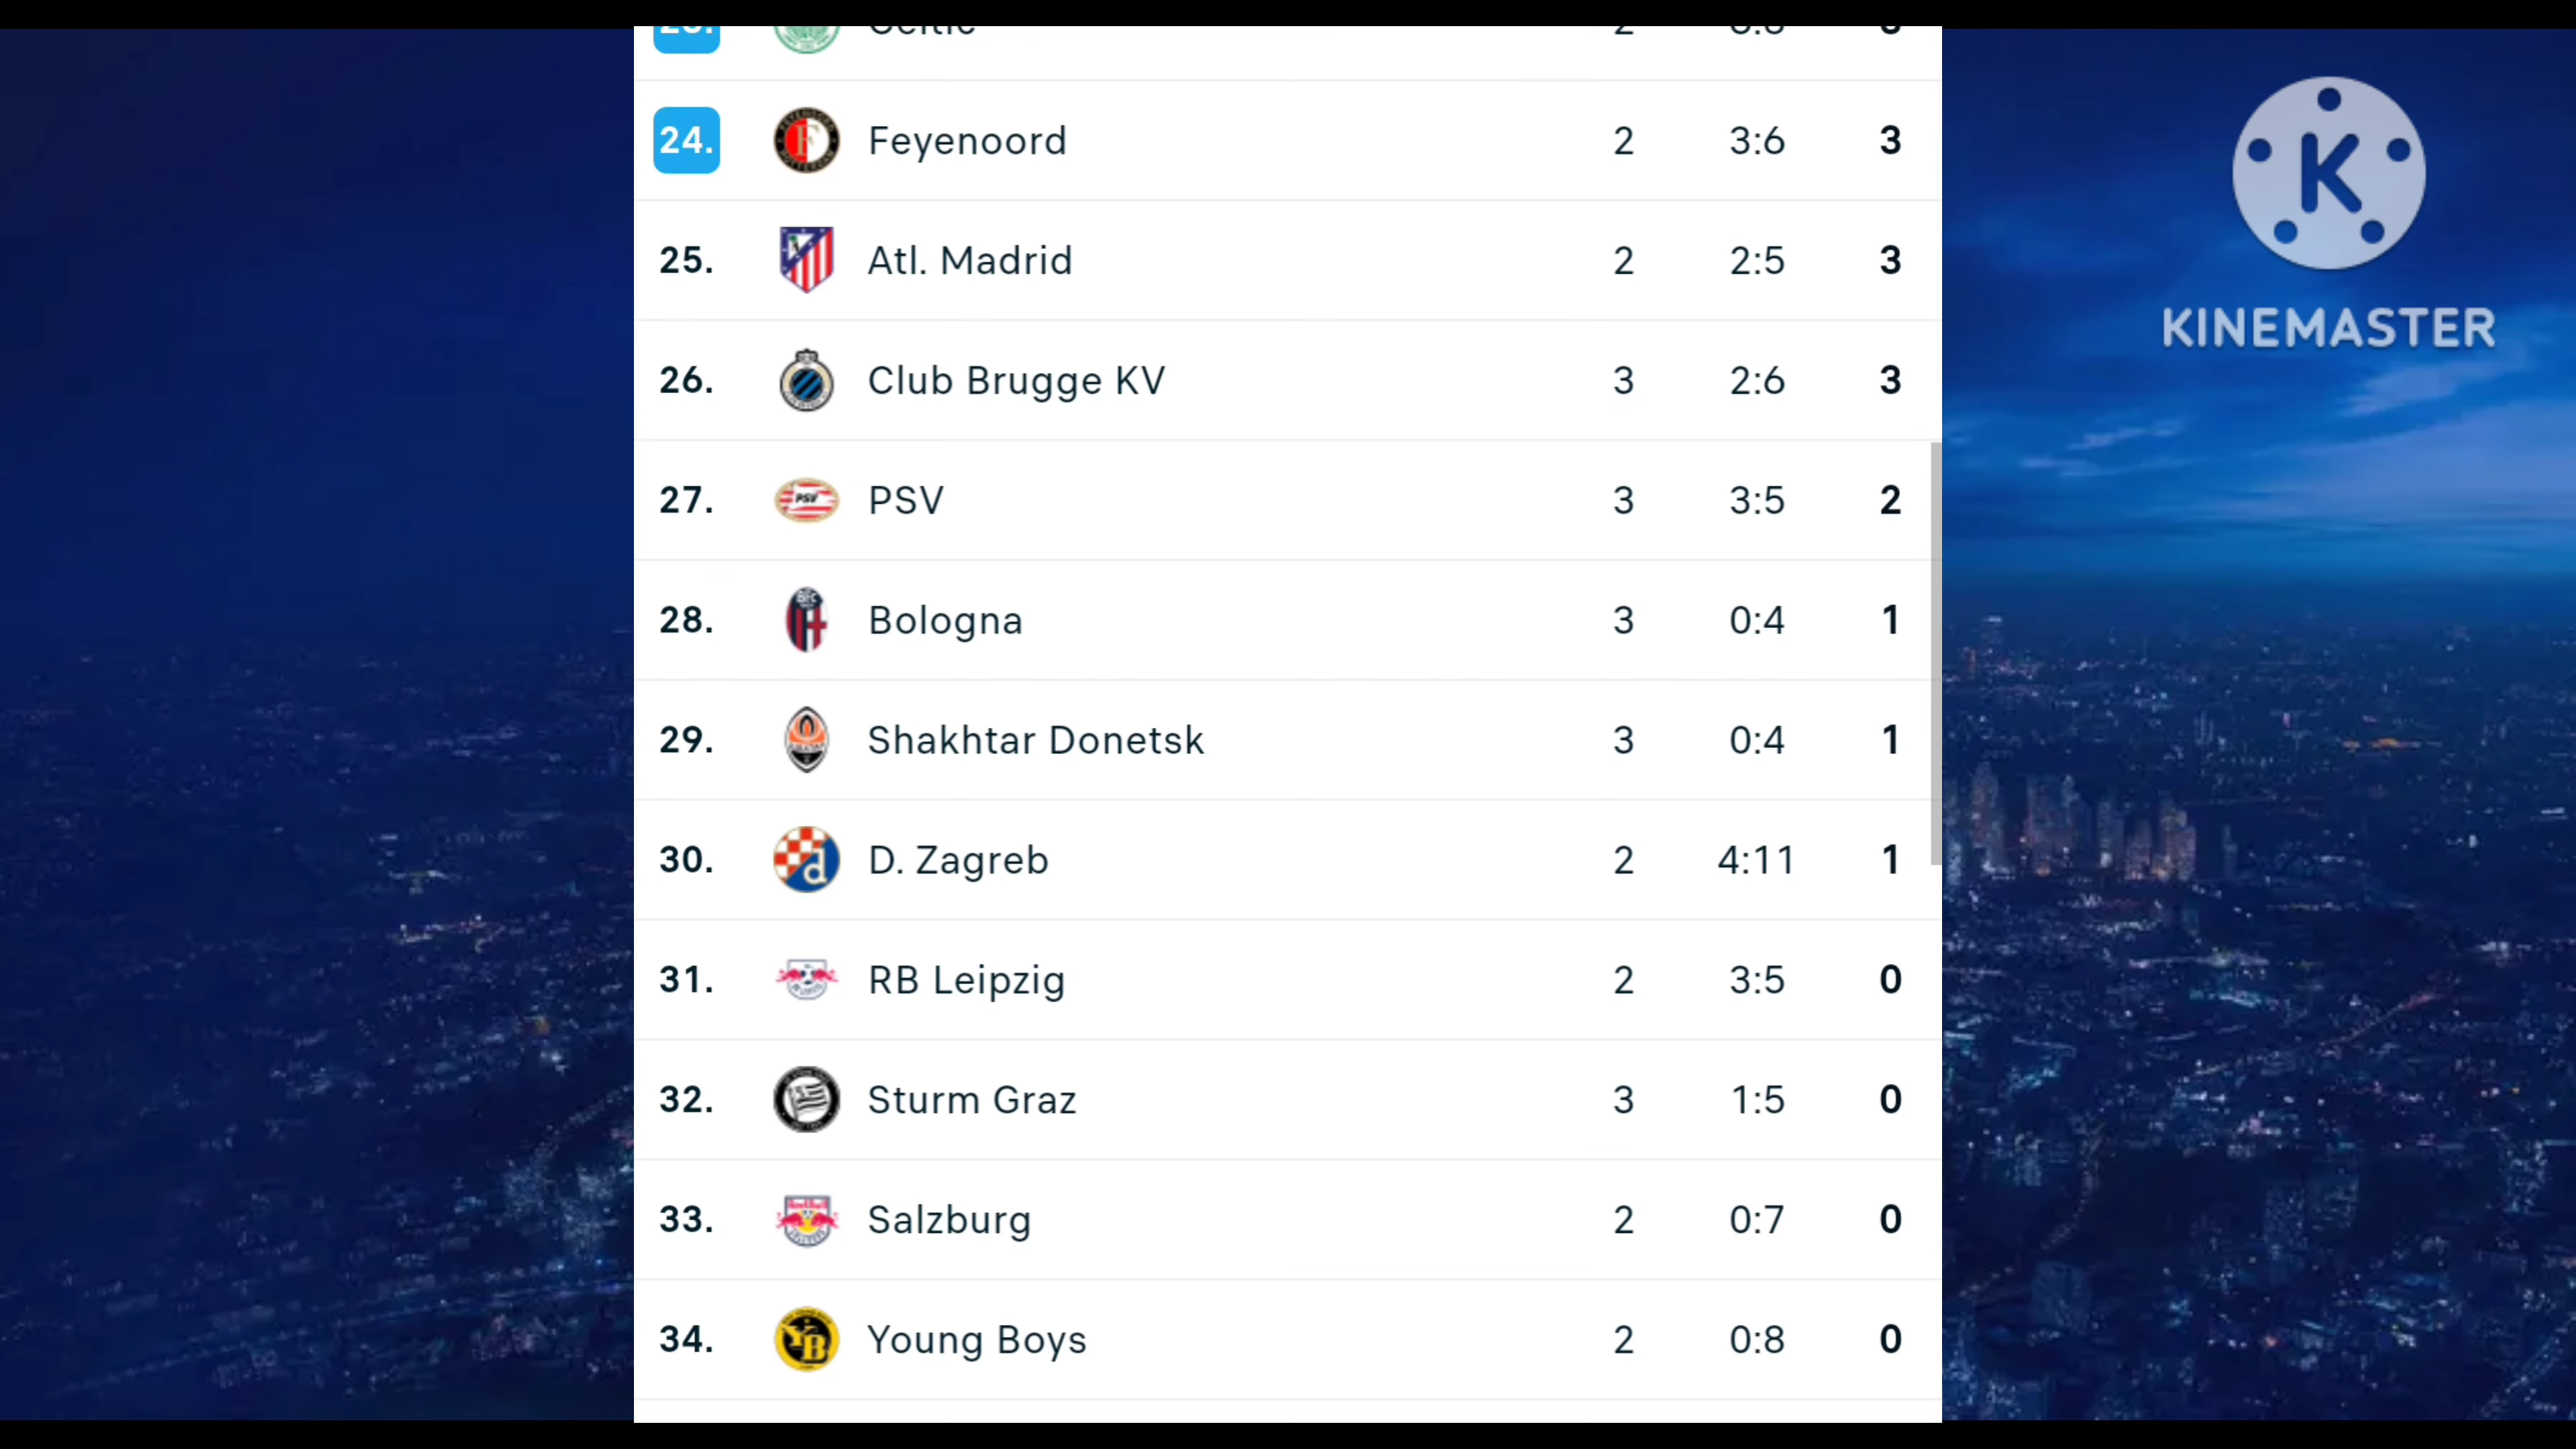 Celtic 2
24. Feyenoord 2 3:6 3
25. Atl. Madrid 2 2:5 3
26. Club Brugge KV 3 2:6 3
27. PSV 3 3:5 2
28. Bologna 3 0:4 1
29. Shakhtar Donetsk 3 0:4 1
30. D. Zagreb 2 4:11 1
31. RB Leipzig 2 3:5 0
32. Sturm Graz 3 1:5 0
33. Salzburg 2 0:7 0
34. Young Boys 2 0:8 0
K
KINEMASTER